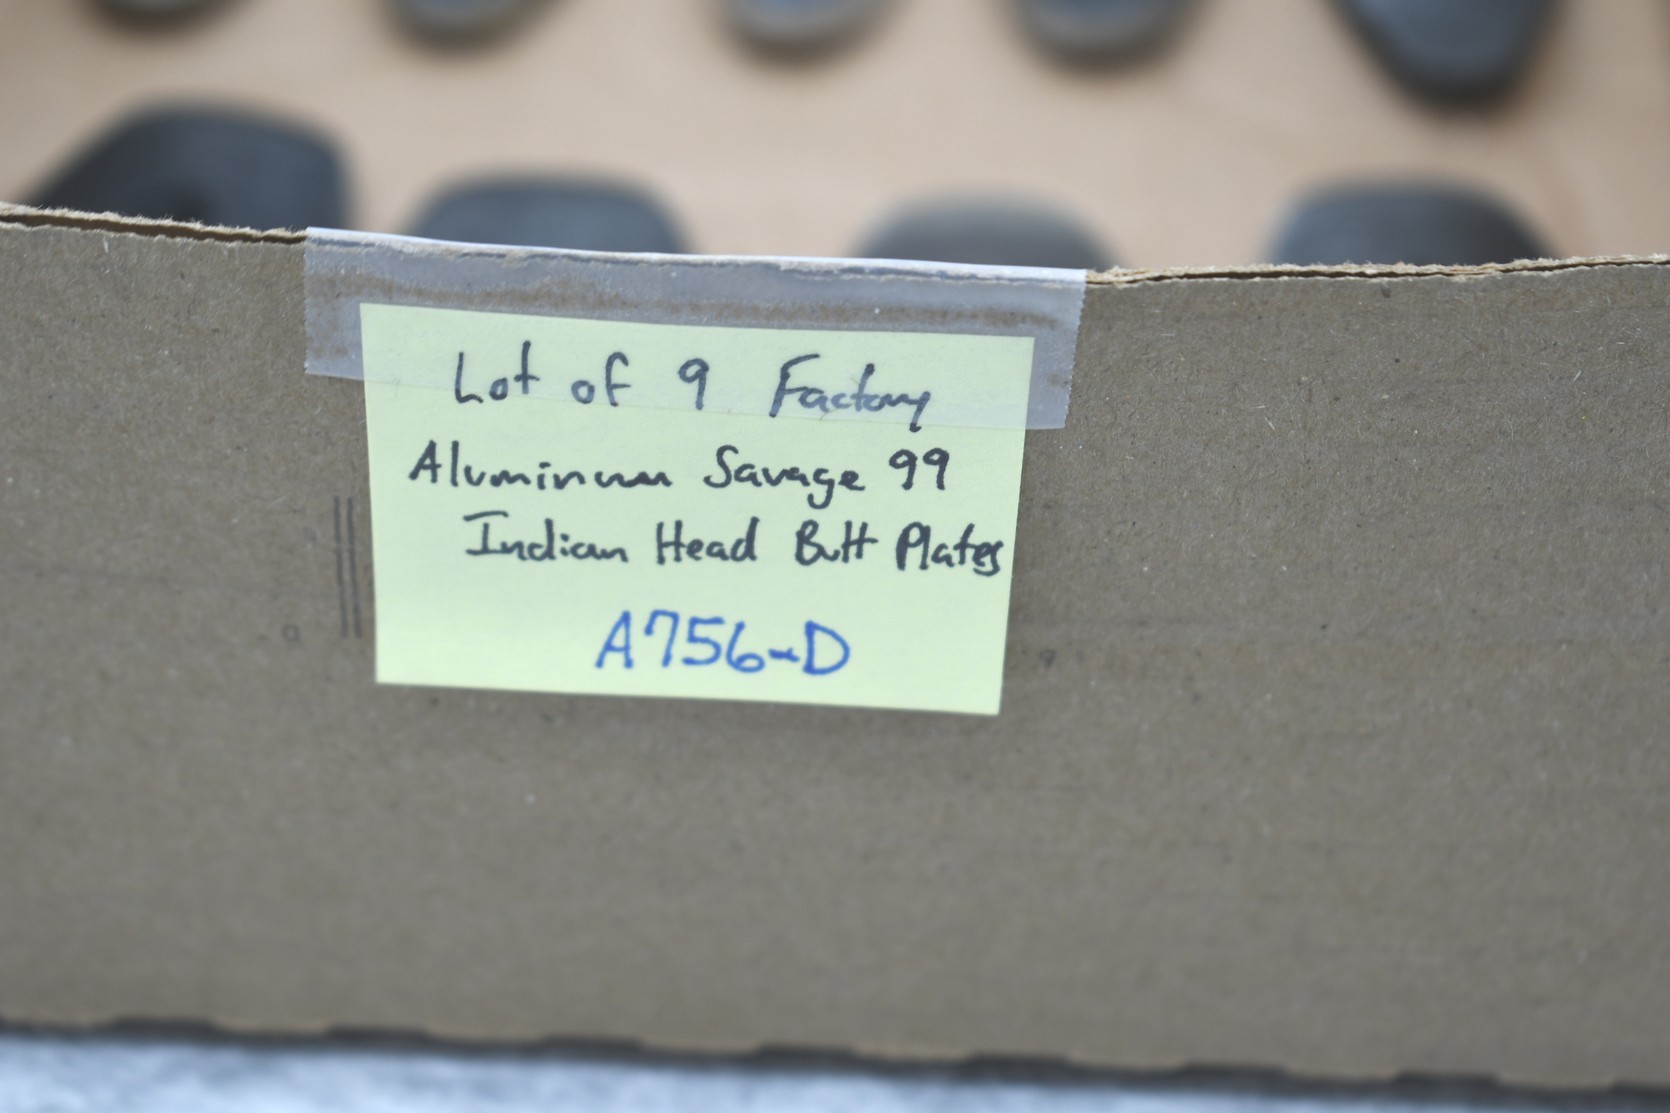 Lot of 9 Factory
Aluminum Savage 99
Indian Head Butt Plates
A756-D